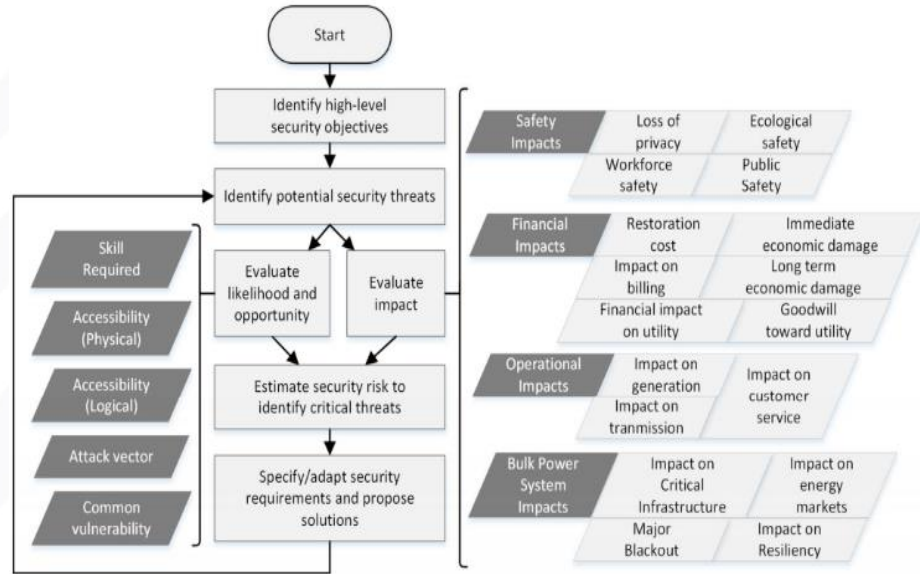 Start
Identify high-level
security objectives
Identify potential security threats
Evaluate
likelihood and
opportunity
Evaluate
impact
Estimate security risk to
identify critical threats
Specify/adapt security
requirements and propose
solutions
Skill
Required
Accessibility
(Physical)
Accessibility
(Logical)
Attack vector
Common
vulnerability
Safety
Impacts
Loss of
privacy
Ecological
safety
Workforce
safety
Public
Safety
Financial
Impacts
Restoration
cost
Immediate
economic damage
Impact on
billing
Long term
economic damage
Financial impact
on utility
Goodwill
toward utility
Operational
Impacts
Impact on
generation
Impact on
customer
service
Impact on
tranmission
Bulk Power
System
Impacts
Impact on
Critical
Infrastructure
Impact on
energy
markets
Major
Blackout
Impact on
Resiliency